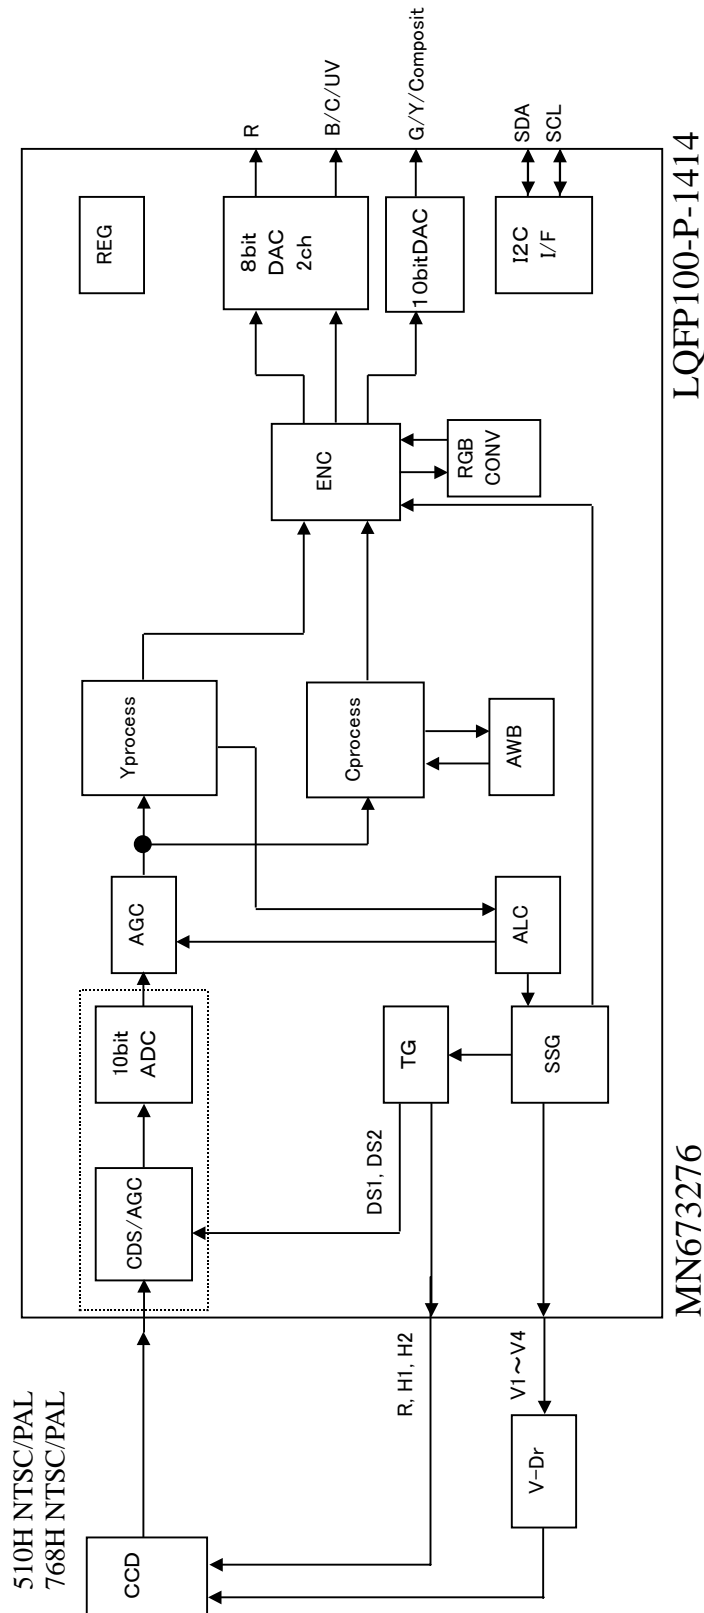 510H NTSC/PAL
768H NTSC/PAL
CCD
CDS/AGC
10bit
ADC
AGC
Yprocess
Cprocess
AWB
ALC
TG
SSG
DS1, DS2
R, H1, H2
V1～V4
V-Dr
ENC
RGB
CONV
REG
8bit
DAC
2ch
10bitDAC
I2C
I/F
R
B/C/UV
G/Y/Composit
SDA
SCL
MN673276
LQFP100-P-1414